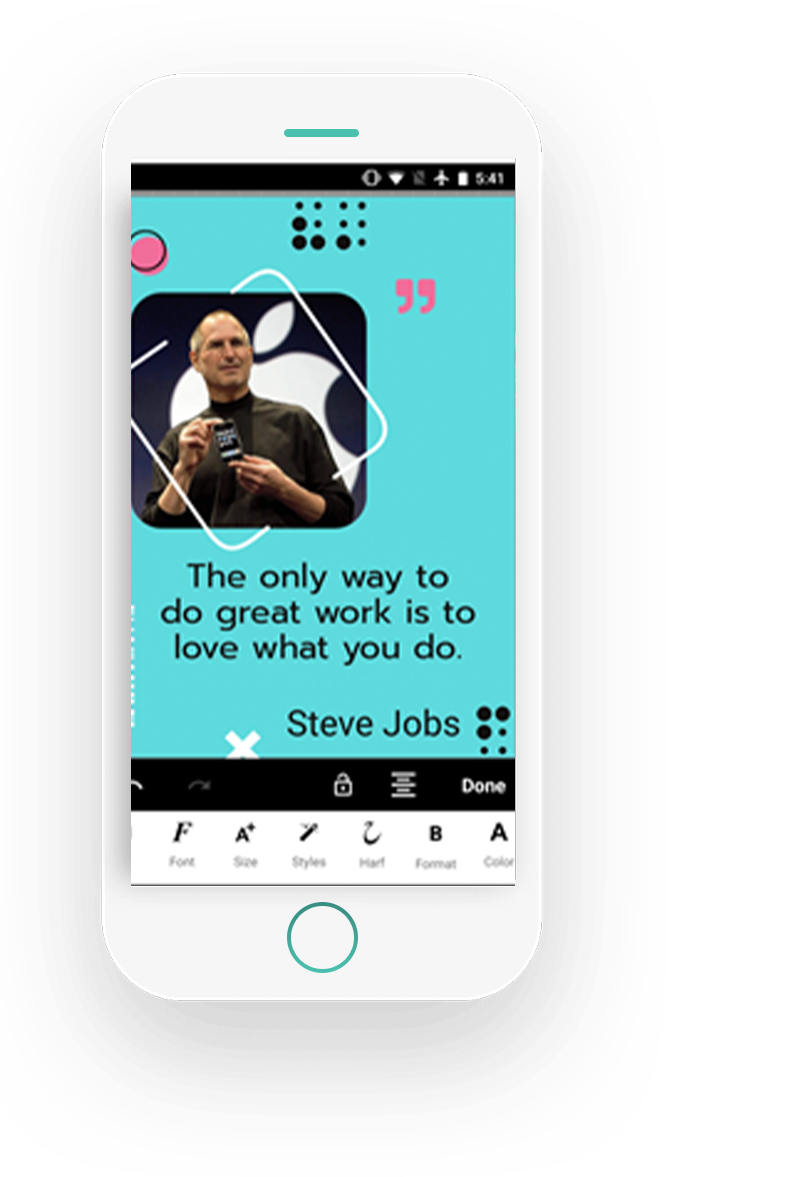 5:41
”
The only way to
do great work is to
love what you do.
Steve Jobs
Done
F A+ B A
Font Size Styles Harf Format Color